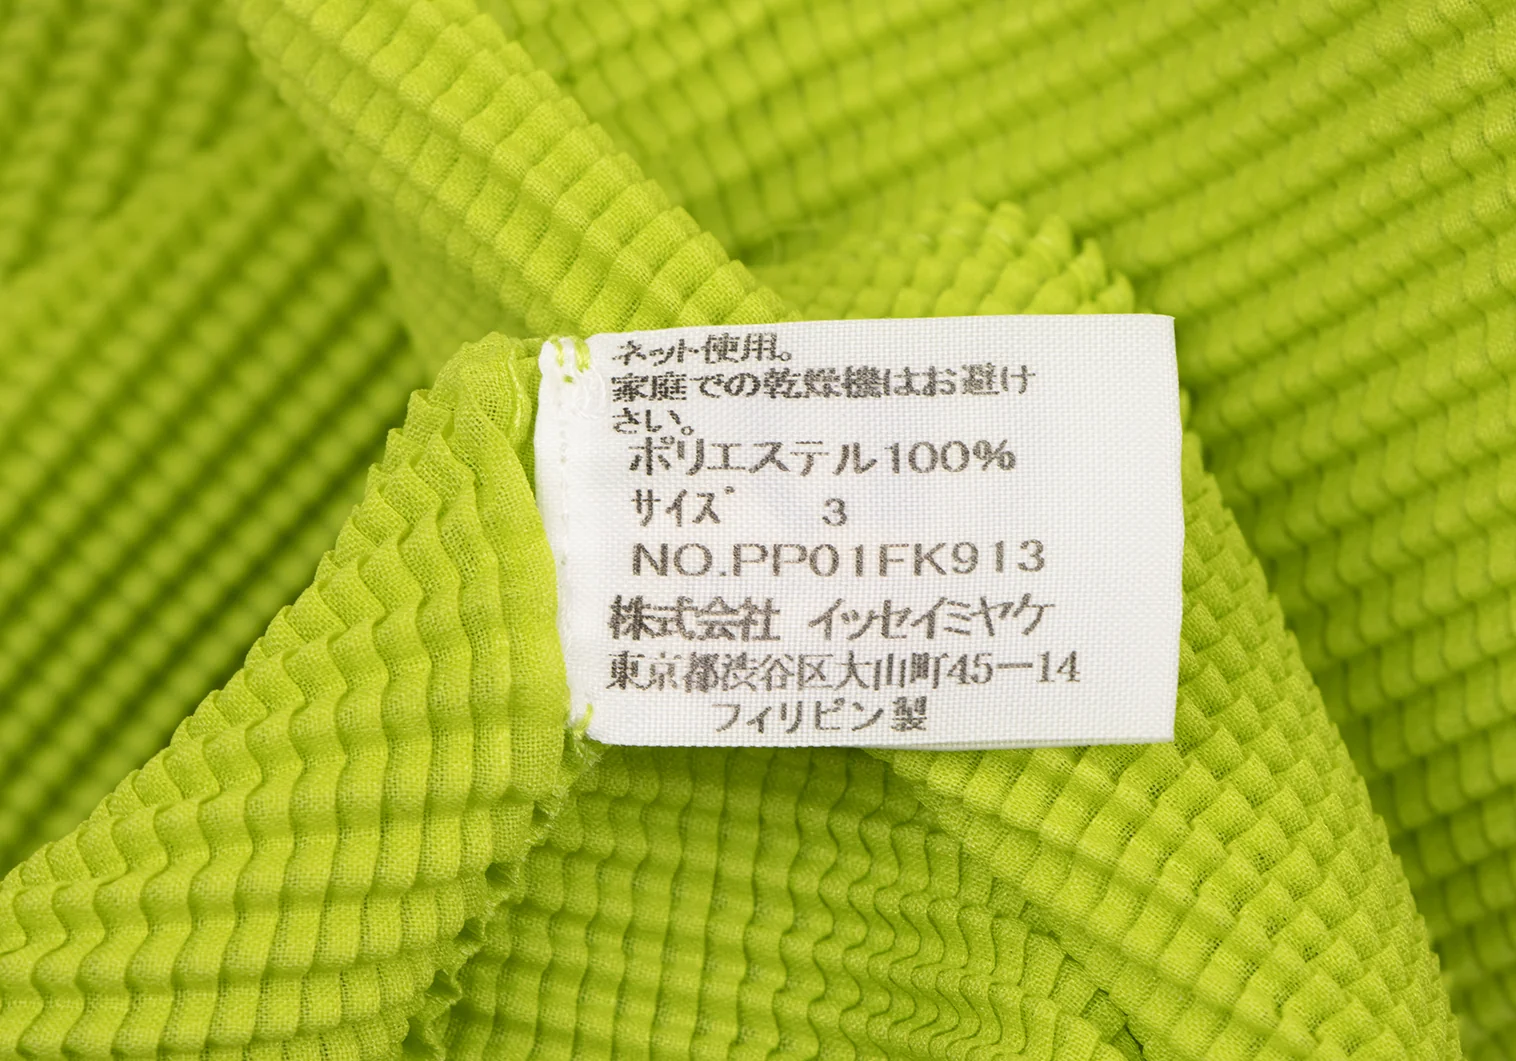 ネット使用。
家庭での乾燥機はお避け
さい。
ポリエステル100%
サイズ 3
NO.PP01FK913
株式会社 イッセイミヤケ
東京都渋谷区大山町45ー14
フィリピン製